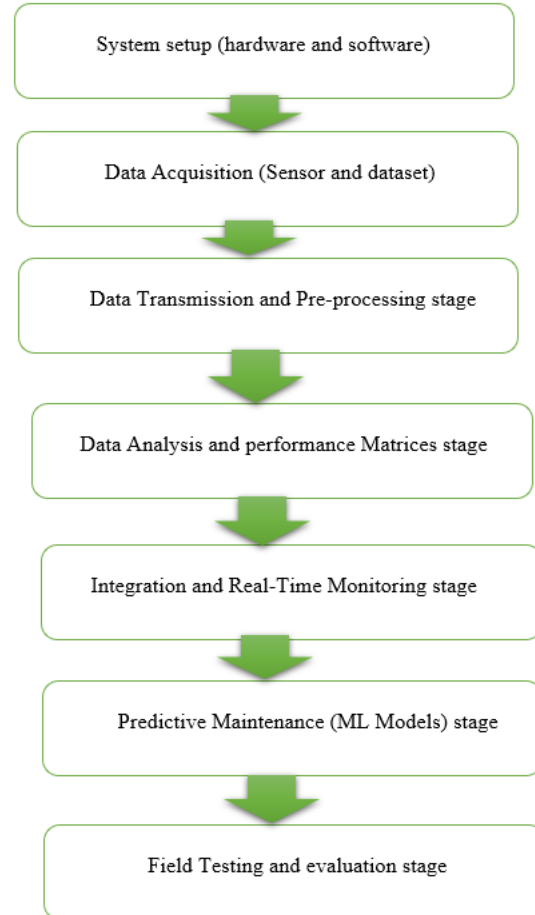 System setup (hardware and software)
Data Acquisition (Sensor and dataset)
Data Transmission and Pre-processing stage
Data Analysis and performance Matrices stage
Integration and Real-Time Monitoring stage
Predictive Maintenance (ML Models) stage
Field Testing and evaluation stage